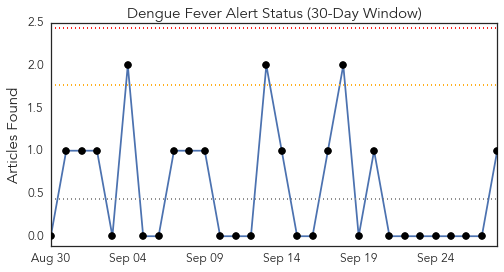 Dengue Fever Alert Status (30-Day Window)
Articles Found
2.5
2.0
1.5
1.0
0.5
0.0
Aug 30
Sep 04
Sep 09
Sep 14
Sep 19
Sep 24